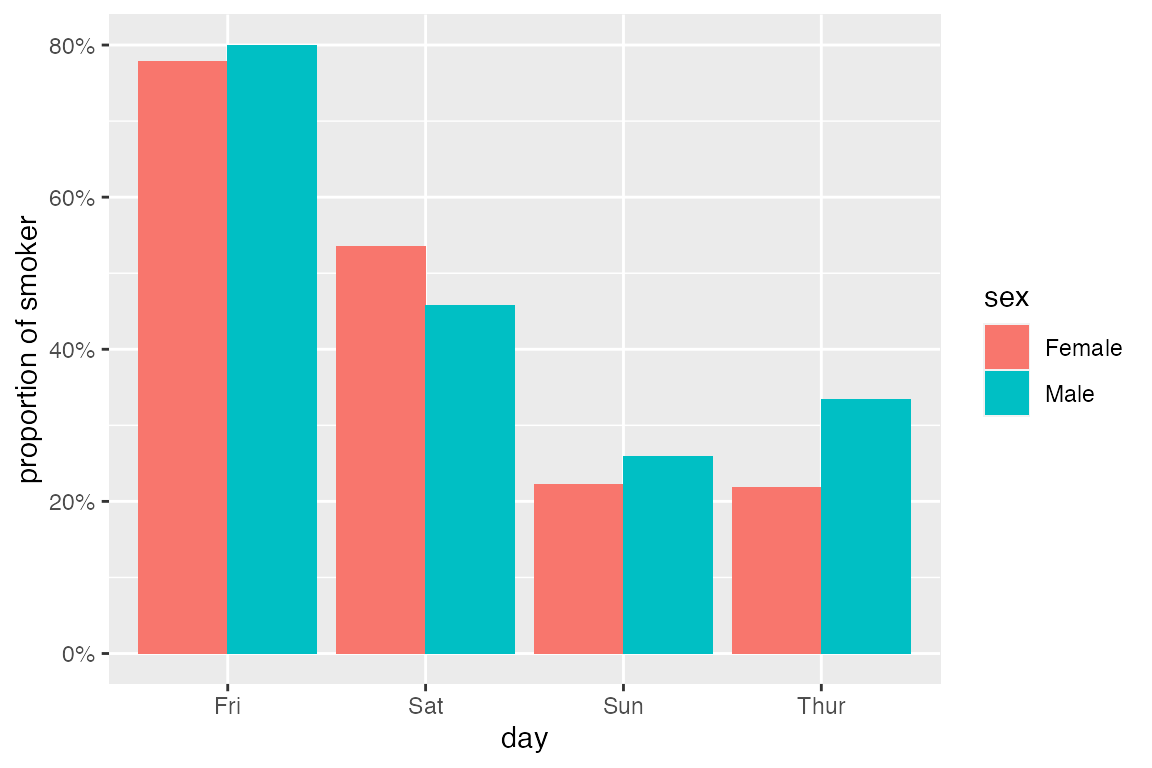 80%
60%
40%
20%
0%
proportion of smoker
Fri Sat Sun Thur
day
sex
Female
Male